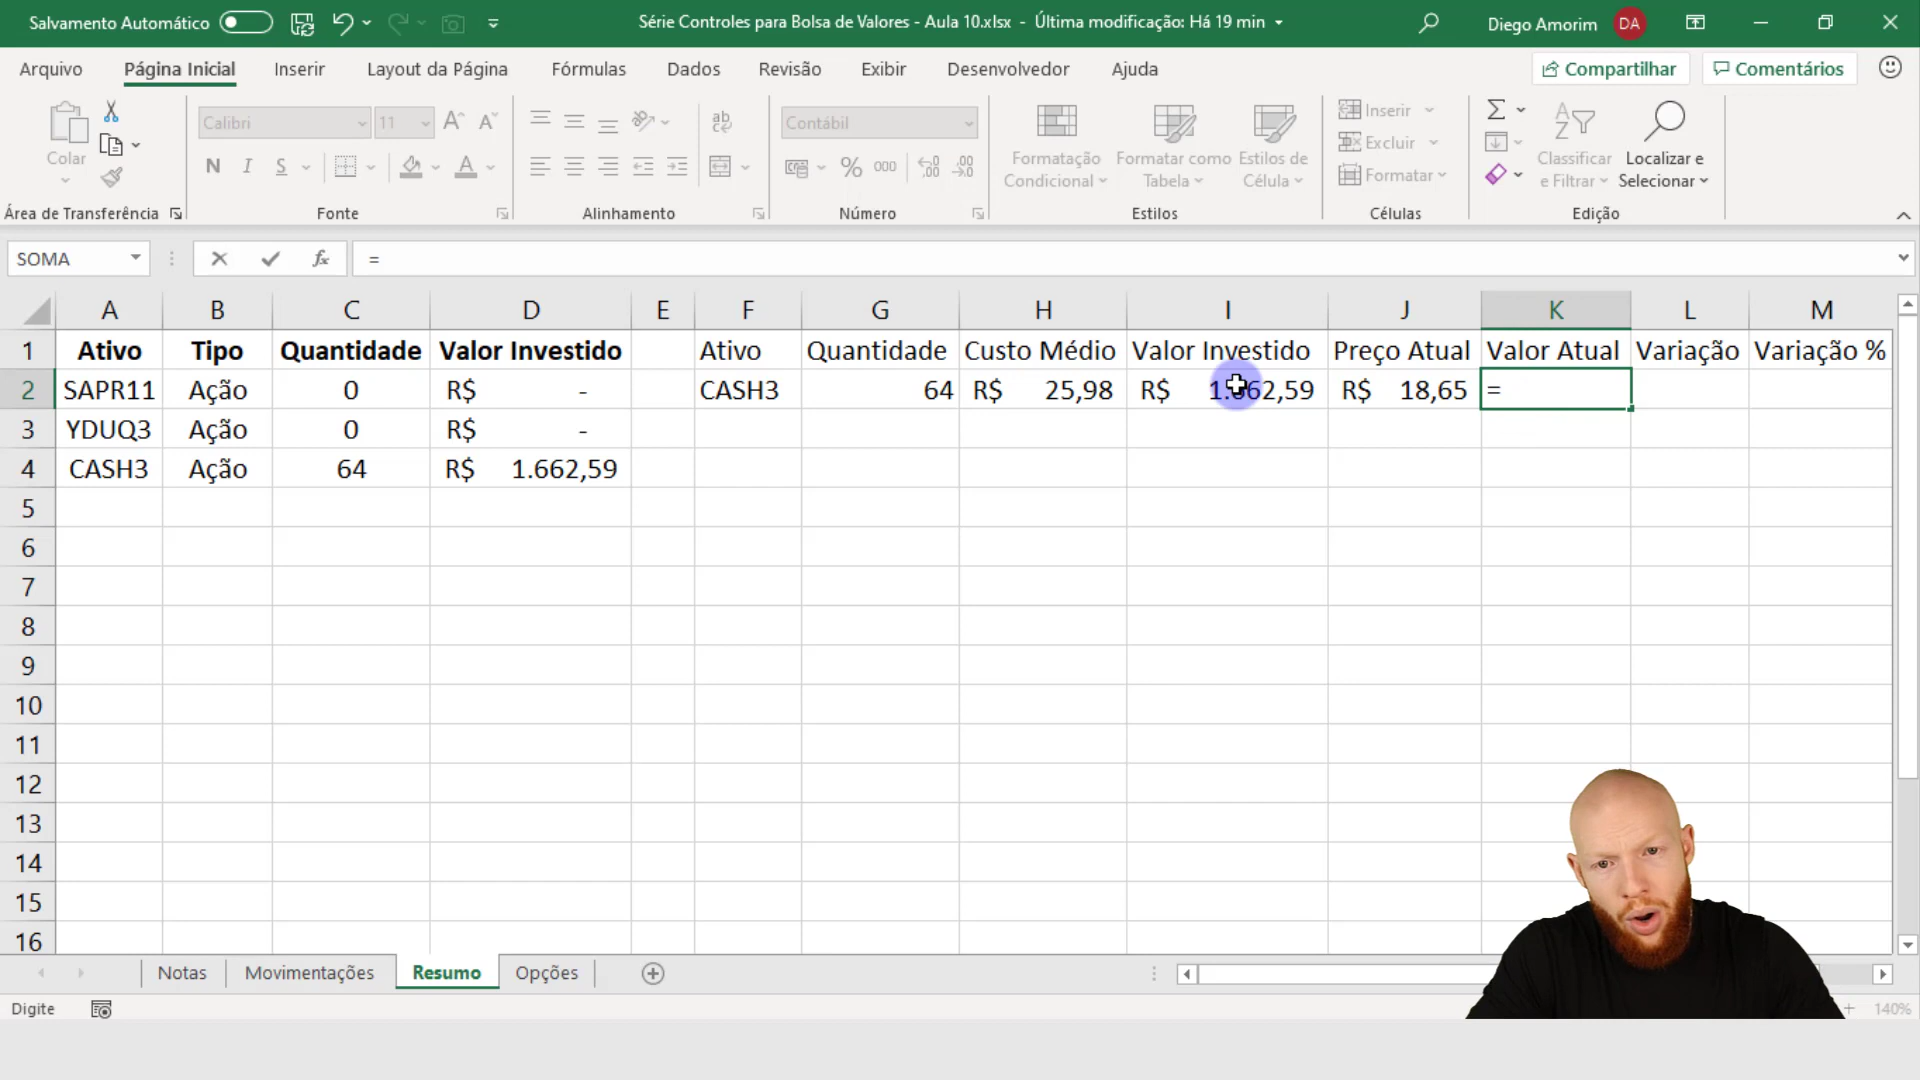 Salvamento Automático
Série Controles para Bolsa de Valores - Aula 10.xlsx - Última modificação: Há 19 min
Diego Amorim DA
Arquivo Página Inicial Inserir Layout da Página Fórmulas Dados Revisão Exibir Desenvolvedor Ajuda
Compartilhar Comentários
Colar
Área de Transferência
Calibri 11
N I S
Fonte
ab
Alinhamento
Contábil
% 000
Número
Formatação Condicional
Formatar como Tabela
Estilos de Célula
Estilos
Inserir
Excluir
Formatar
Células
Classificar e Filtrar
Localizar e Selecionar
Edição
SOMA fx =
A B C D E F G H I J K L M
1 Ativo Tipo Quantidade Valor Investido Ativo Quantidade Custo Médio Valor Investido Preço Atual Valor Atual Variação Variação %
2 SAPR11 Ação 0 R$ - CASH3 64 R$ 25,98 R$ 1.662,59 R$ 18,65 =
3 YDUQ3 Ação 0 R$ -
4 CASH3 Ação 64 R$ 1.662,59
5
6
7
8
9
10
11
12
13
14
15
16
Notas Movimentações Resumo Opções
Digite
140%